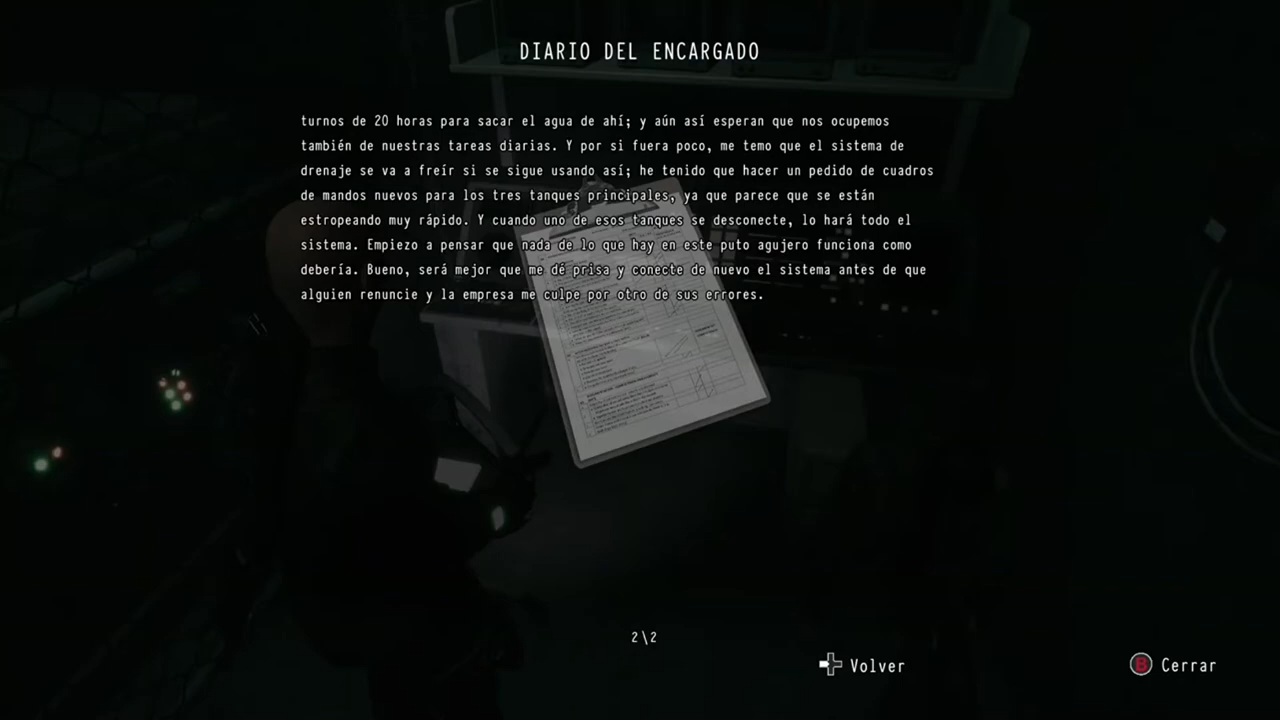 DIARIO DEL ENCARGADO
turnos de 20 horas para sacar el agua de ahí; y aún así esperan que nos ocupemos
también de nuestras tareas diarias. Y por si fuera poco, me temo que el sistema de
drenaje se va a freír si se sigue usando así; he tenido que hacer un pedido de cuadros
de mandos nuevos para los tres tanques principales, ya que parece que se están
estropeando muy rápido. Y cuando uno de esos tanques se desconecte, lo hará todo el
sistema. Empiezo a pensar que nada de lo que hay en este puto agujero funciona como
debería. Bueno, será mejor que me dé prisa y conecte de nuevo el sistema antes de que
alguien renuncie y la empresa me culpe por otro de sus errores.
2\2
Volver
B Cerrar